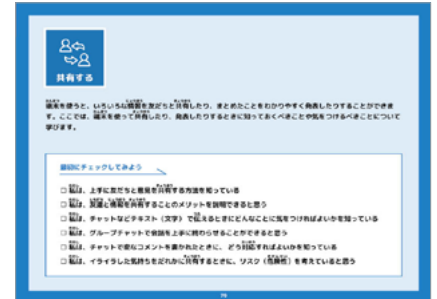 共有する
端末を使うと、いろいろな情報を友だちと共有したり、まとめたことをわかりやすく発表したりすることができま
す。ここでは、端末を使って共有したり、発表したりするときに知っておくべきことや気をつけるべきことについて
学びます。
最初にチェックしてみよう
□ 私は、上手に友だちと意見を共有する方法を知っている
□ 私は、友達と情報を共有することのメリットを説明できると思う
□ 私は、チャットなどテキスト（文字）で伝えるときにどんなことに気をつければよいかを知っている
□ 私は、グループチャットで会話を上手に終わらせることができると思う
□ 私は、チャットで変なコメントを書かれたときに、どう対応すればよいかを知っている
□ 私は、イライラした気持ちをだれかに共有するときに、リスク（危険性）を考えていると思う